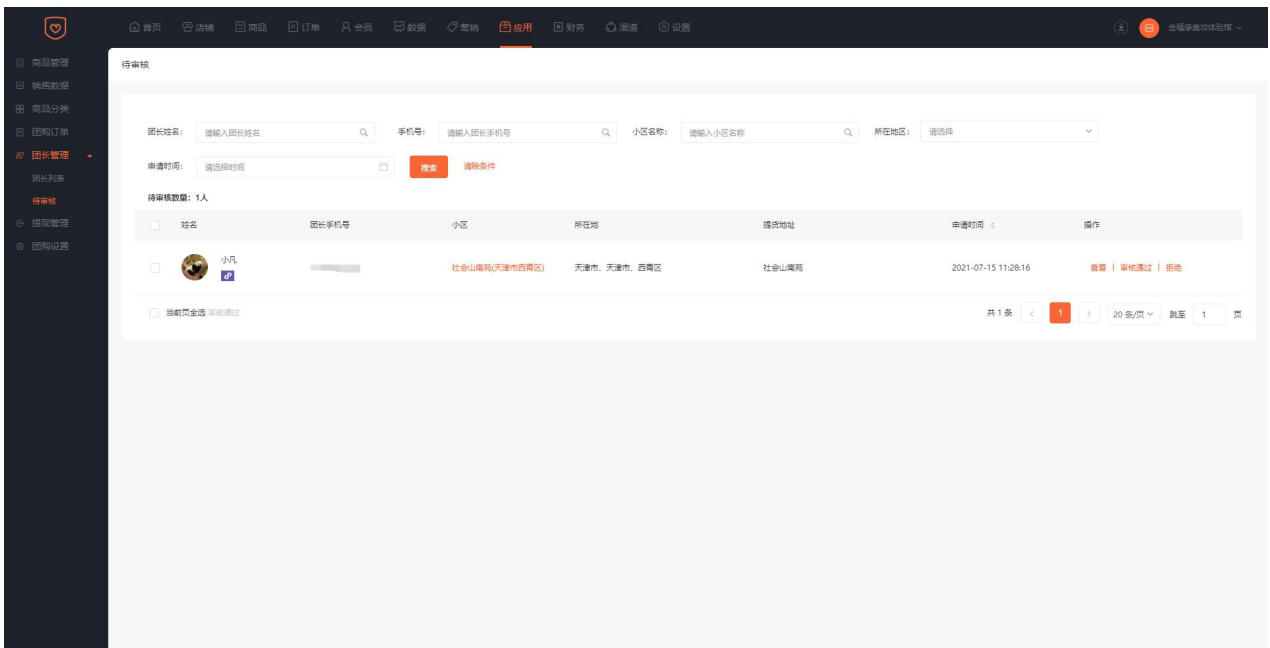 首页 店铺 商品 订单 会员 数据 营销 应用 财务 渠道 设置
商品管理
销售数据
商品分类
团购订单
团长管理
团长列表
待审核
提现管理
团购设置
待审核
团长姓名： 请输入团长姓名 手机号： 请输入团长手机号 小区名称： 请输入小区名称 所在地区： 请选择
申请时间： 请选择时间 搜索 清除条件
待审核数量：1人
姓名 团长手机号 小区 所在地 提货地址 申请时间 操作
小凡 社会山南苑(天津市西青区) 天津市、天津市、西青区 社会山南苑 2021-07-15 11:28:16 查看 | 审核通过 | 拒绝
当前页全选 审核通过 共 1 条 < 1 > 20 条/页 跳至 1 页